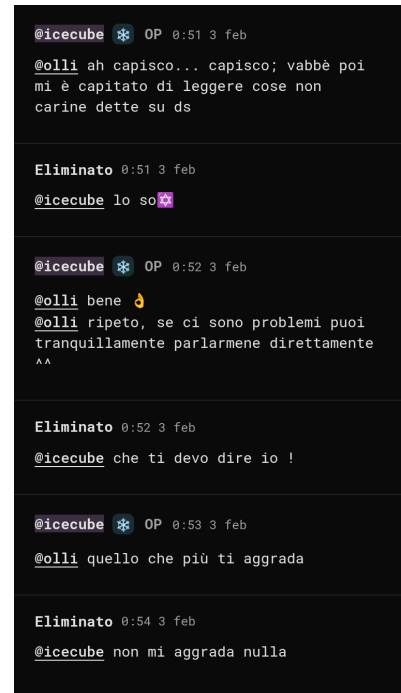 @icecube ❄️ OP 0:51 3 feb
@olli ah capisco... capisco; vabbè poi
mi è capitato di leggere cose non
carine dette su ds
Eliminato 0:51 3 feb
@icecube lo so🔯
@icecube ❄️ OP 0:52 3 feb
@olli bene 👌
@olli ripeto, se ci sono problemi puoi
tranquillamente parlarmene direttamente
^^
Eliminato 0:52 3 feb
@icecube che ti devo dire io !
@icecube ❄️ OP 0:53 3 feb
@olli quello che più ti aggrada
Eliminato 0:54 3 feb
@icecube non mi aggrada nulla